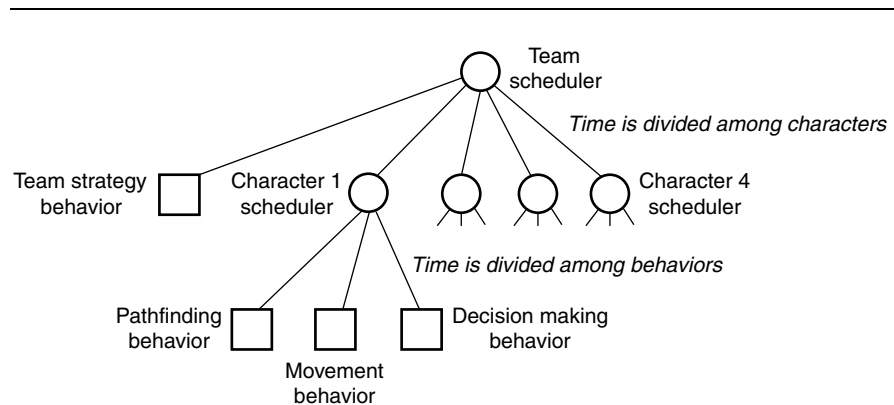 Team
scheduler
Time is divided among characters
Team strategy
behavior
Character 1
scheduler
Character 4
scheduler
Time is divided among behaviors
Pathfinding
behavior
Movement
behavior
Decision making
behavior